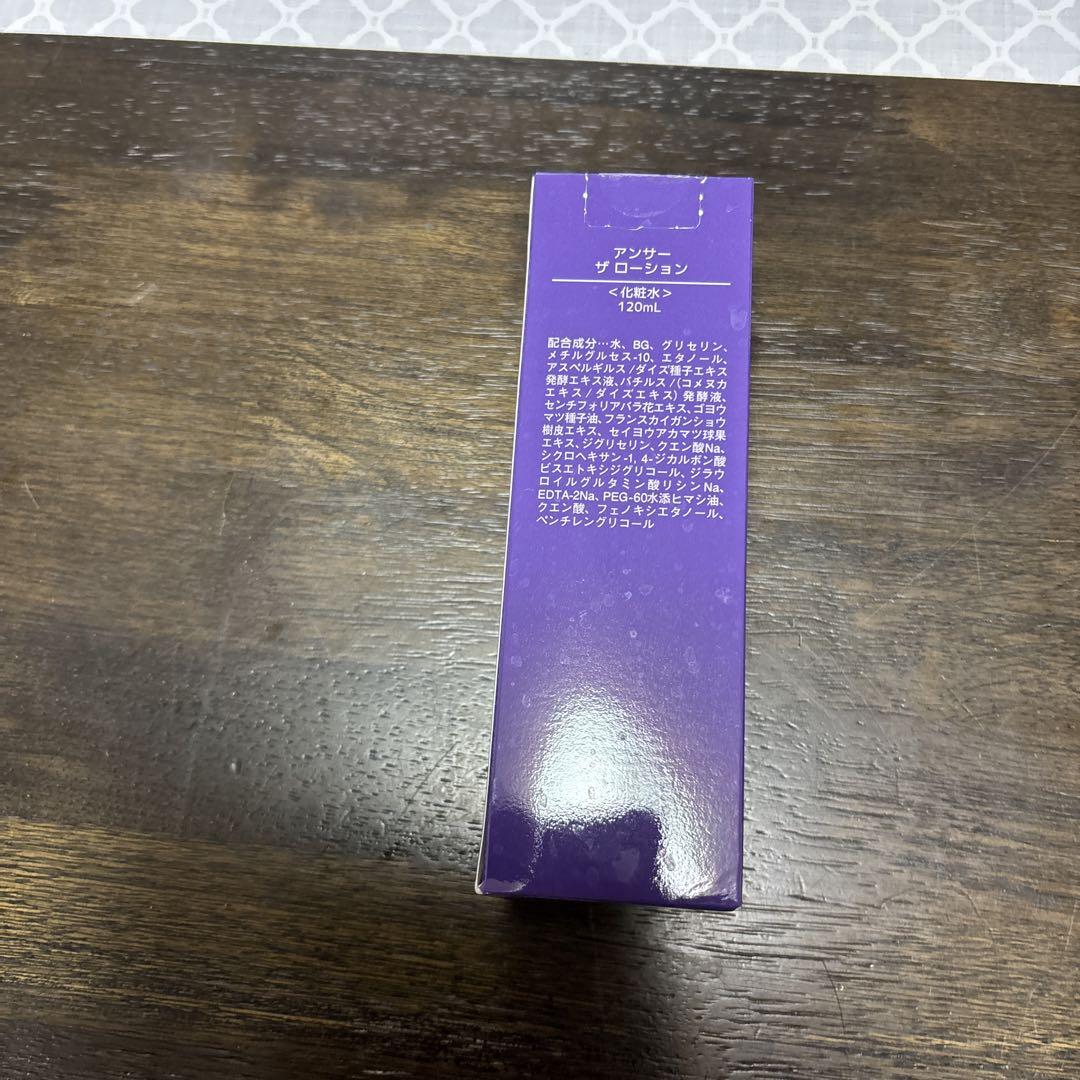 アンサー
ザ ローション
<化粧水>
120mL
配合成分…水、BG、グリセリン、
メチルグルセス-10、エタノール、
アスペルギルス/ダイズ種子エキス
発酵エキス液、バチルス/(コメヌカ
エキス/ダイズエキス)発酵液、
センチフォリアバラ花エキス、ゴヨウ
マツ種子油、フランスカイガンショウ
樹皮エキス、セイヨウアカマツ球果
エキス、ジグリセリン、クエン酸Na、
シクロヘキサン-1,4-ジカルボン酸
ビスエトキシジグリコール、ジラウ
ロイルグルタミン酸リシンNa、
EDTA-2Na、PEG-60水添ヒマシ油、
クエン酸、フェノキシエタノール、
ペンチレングリコール